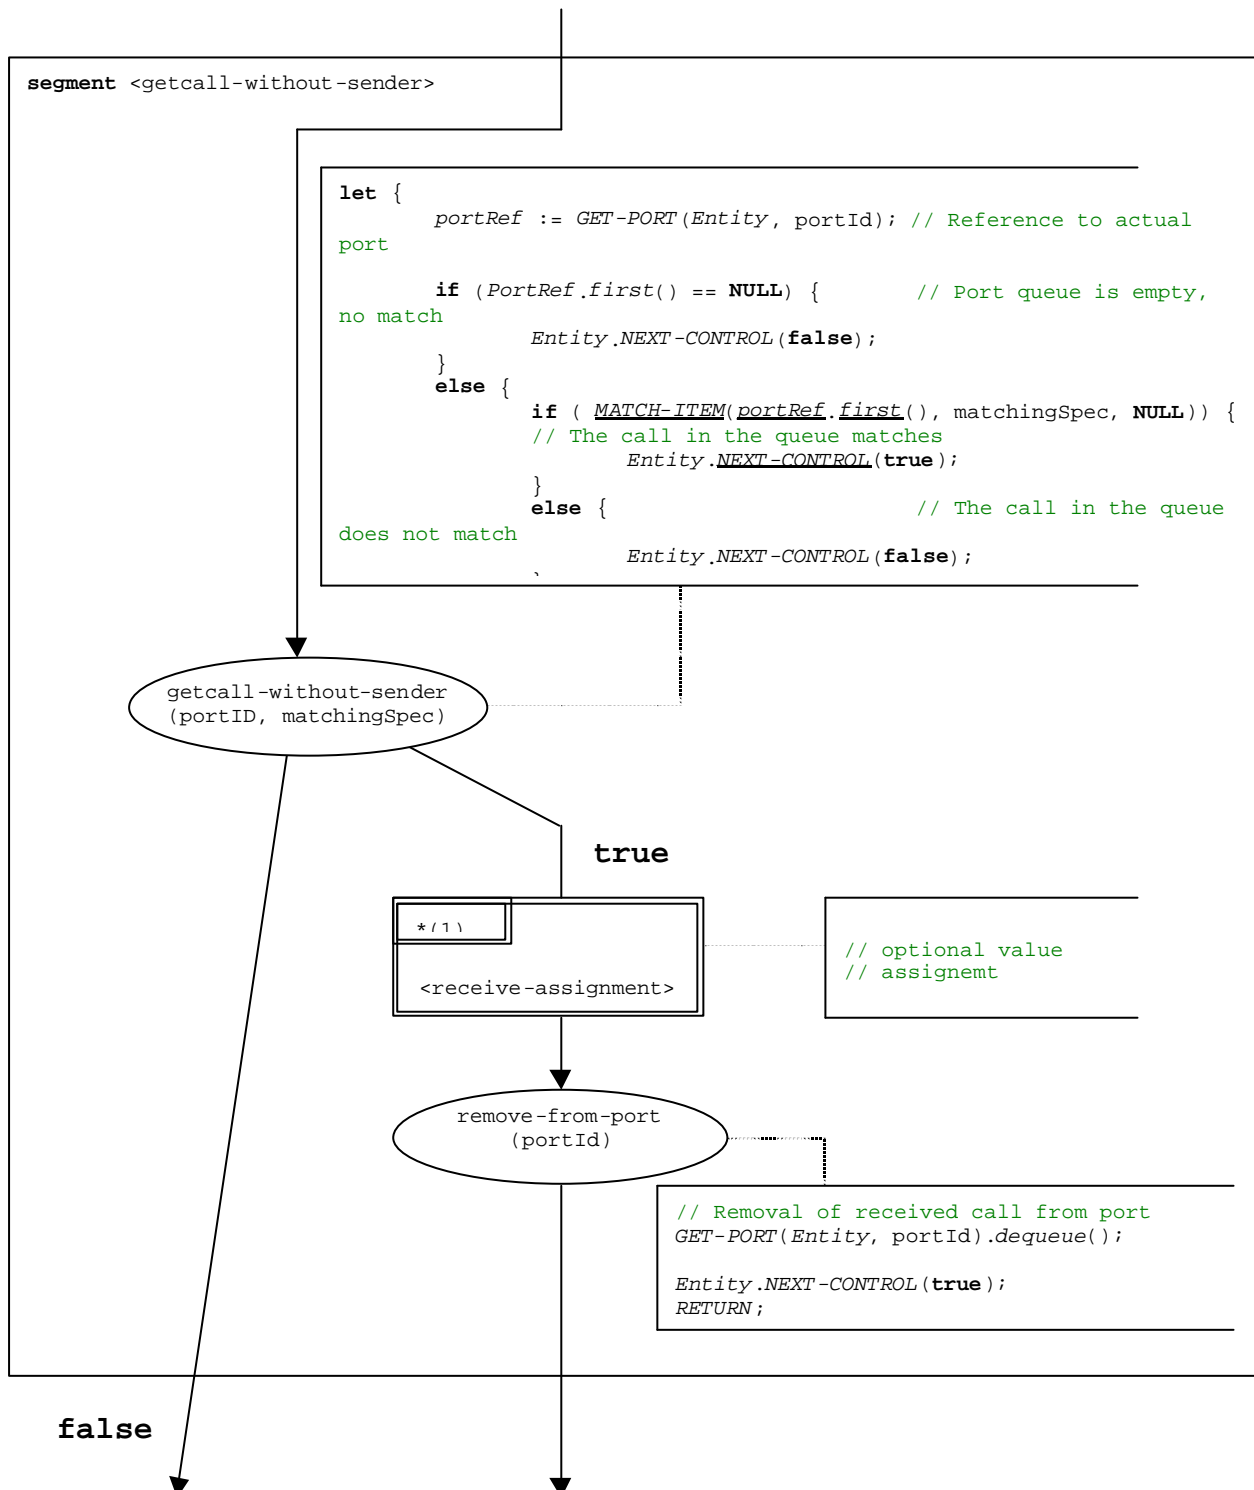 segment <getcall-without-sender>
let {
portRef := GET-PORT(Entity, portId); // Reference to actual
port
if (PortRef.first() == NULL) { // Port queue is empty,
no match
Entity.NEXT-CONTROL(false);
}
else {
if ( MATCH-ITEM(portRef.first(), matchingSpec, NULL)) {
// The call in the queue matches
Entity.NEXT-CONTROL(true);
}
else { // The call in the queue
does not match
Entity.NEXT-CONTROL(false);
}
getcall-without-sender
(portID, matchingSpec)
true
*(1)
<receive-assignment>
// optional value
// assignemt
remove-from-port
(portId)
// Removal of received call from port
GET-PORT(Entity, portId).dequeue();
Entity.NEXT-CONTROL(true);
RETURN;
false